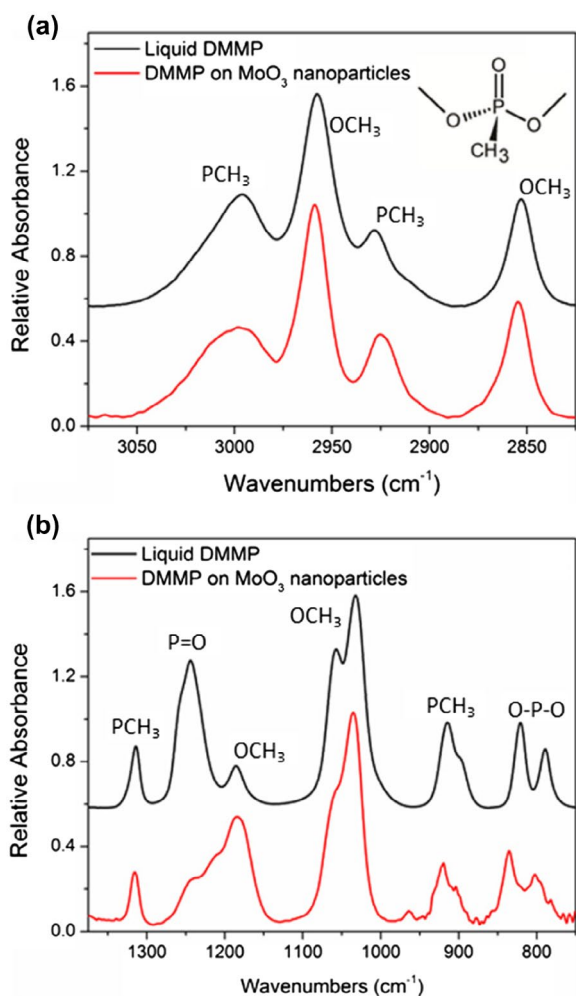 (a)
Liquid DMMP
DMMP on MoO₃ nanoparticles
O
O P O
CH3
PCH₃
OCH₃
PCH₃
OCH₃
1.6
1.2
0.8
0.4
0.0
Relative Absorbance
3050 3000 2950 2900 2850
Wavenumbers (cm⁻¹)
(b)
Liquid DMMP
DMMP on MoO₃ nanoparticles
PCH₃
P=O
OCH₃
OCH₃
PCH₃
O-P-O
1.6
1.2
0.8
0.4
0.0
Relative Absorbance
1300 1200 1100 1000 900 800
Wavenumbers (cm⁻¹)